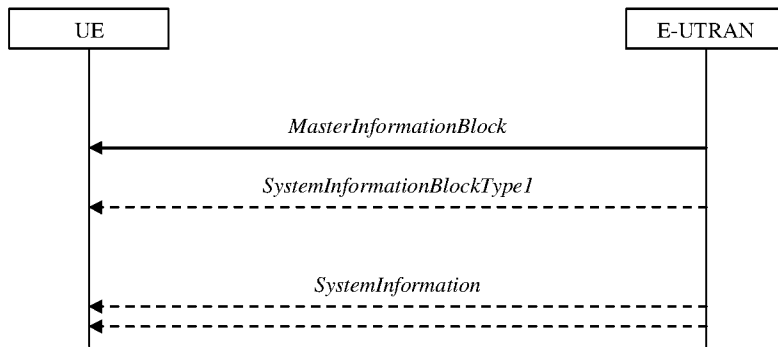 UE
E-UTRAN
MasterInformationBlock
SystemInformationBlockType1
SystemInformation